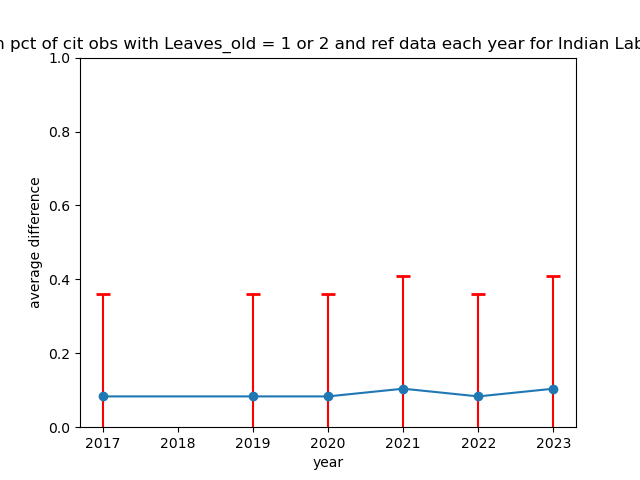 n pct of cit obs with Leaves_old = 1 or 2 and ref data each year for Indian Lab
1.0
0.8
0.6
0.4
0.2
0.0
average difference
2017 2018 2019 2020 2021 2022 2023
year